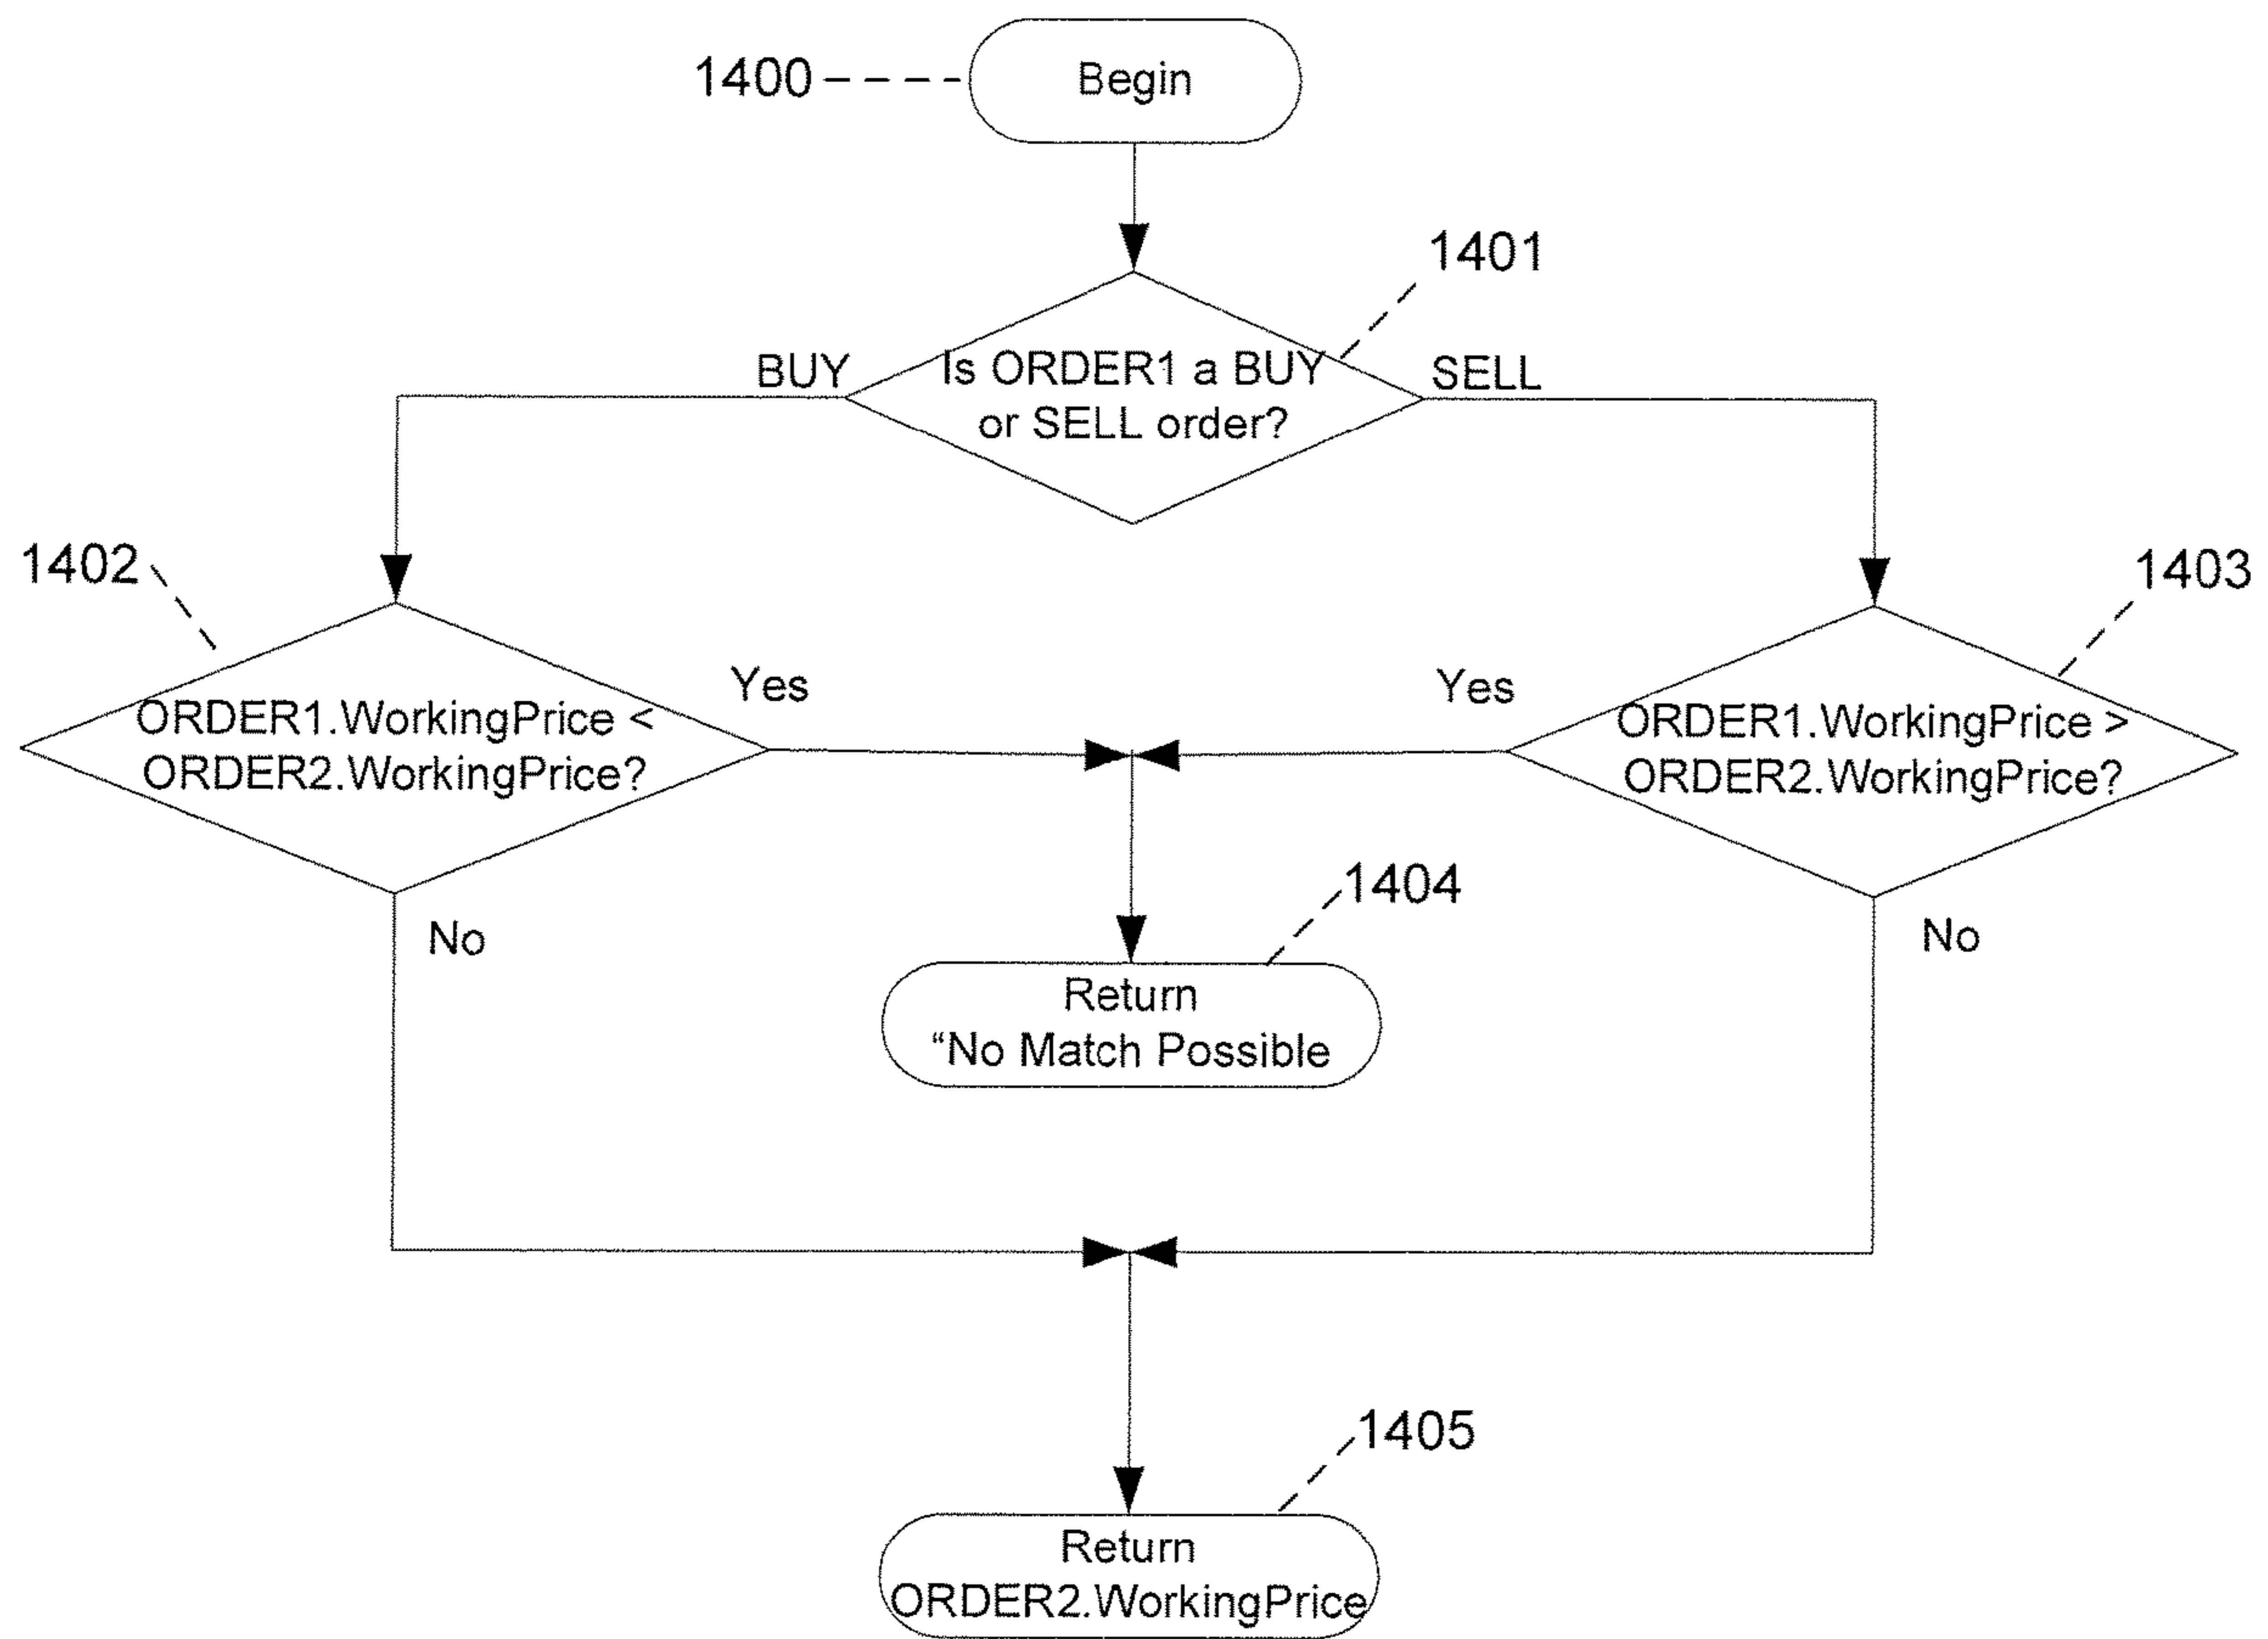 1400
Begin
1401
BUY
Is ORDER1 a BUY
or SELL order?
SELL
1402
1403
Yes
Yes
ORDER1.WorkingPrice <
ORDER2.WorkingPrice?
ORDER1.WorkingPrice >
ORDER2.WorkingPrice?
1404
No
No
Return
“No Match Possible
1405
Return
ORDER2.WorkingPrice